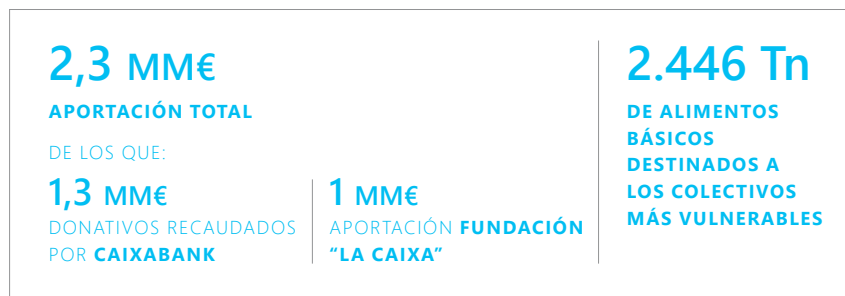 2,3 MM€
APORTACIÓN TOTAL
DE LOS QUE:
1,3 MM€
DONATIVOS RECAUDADOS
POR CAIXABANK
1 MM€
APORTACIÓN FUNDACIÓN
“LA CAIXA”
2.446 Tn
DE ALIMENTOS
BÁSICOS
DESTINADOS A
LOS COLECTIVOS
MÁS VULNERABLES